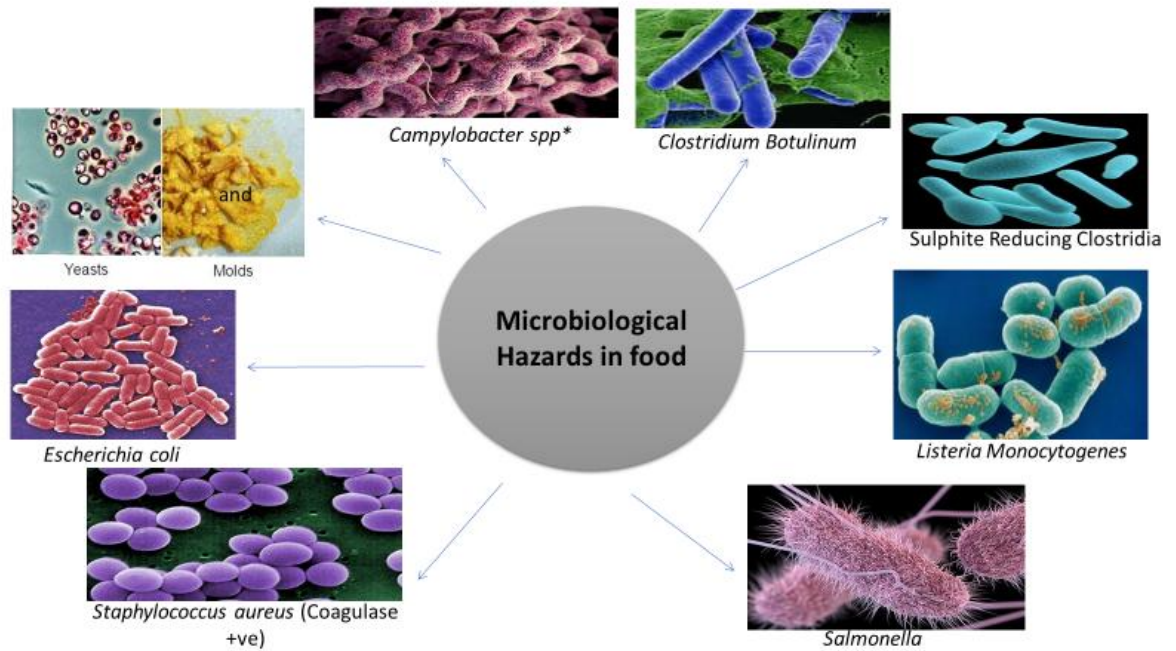 Campylobacter spp*
Clostridium Botulinum
and
Yeasts
Molds
Sulphite Reducing Clostridia
Microbiological
Hazards in food
Escherichia coli
Listeria Monocytogenes
Staphylococcus aureus (Coagulase
+ve)
Salmonella